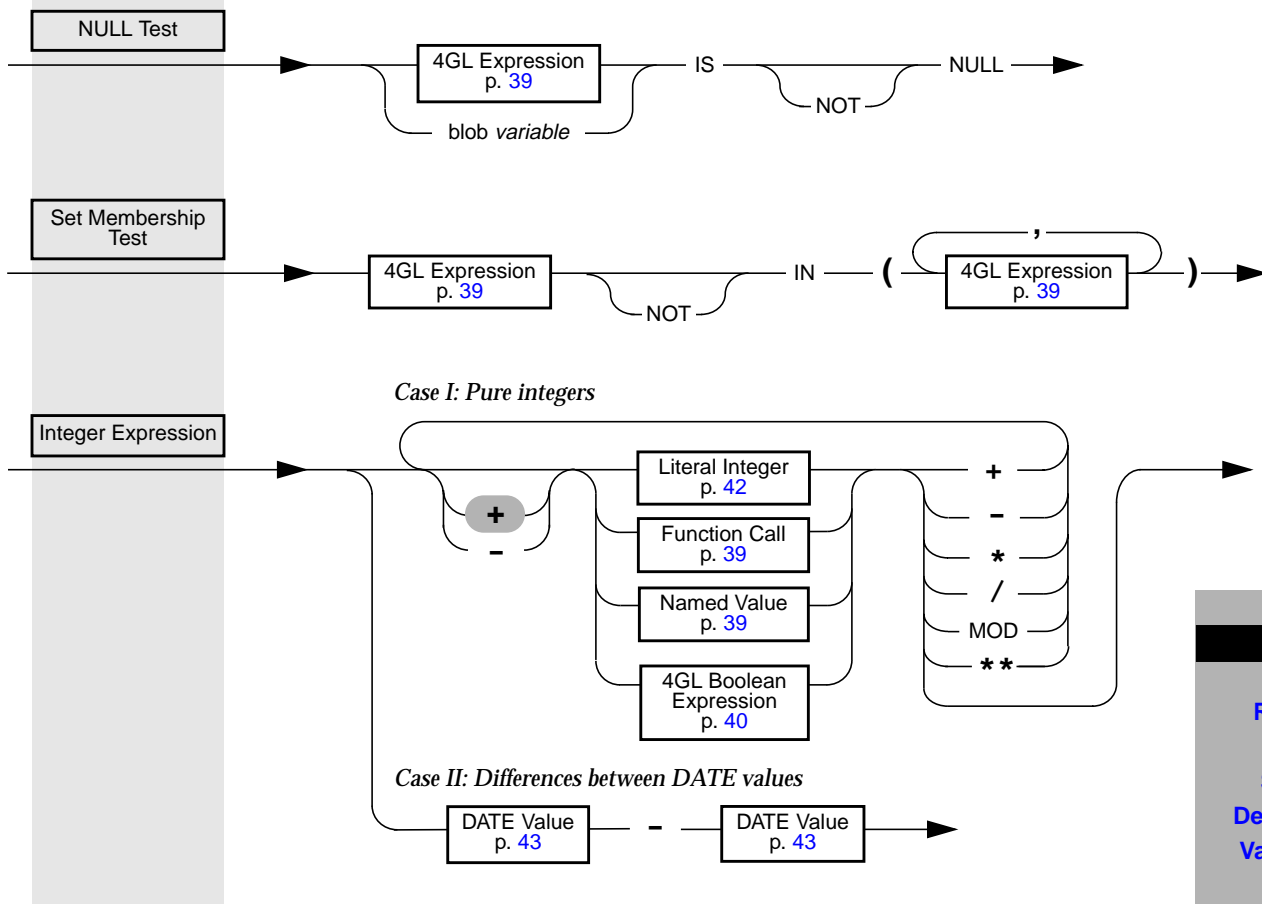 NULL Test
4GL Expression
p. 39
IS
NOT
NULL
blob variable
Set Membership
Test
4GL Expression
p. 39
NOT
IN
(
,
4GL Expression
p. 39
)
Case I: Pure integers
Integer Expression
+
-
Literal Integer
p. 42
Function Call
p. 39
Named Value
p. 39
4GL Boolean
Expression
p. 40
+
-
*
/
MOD
**
Case II: Differences between DATE values
DATE Value
p. 43
-
DATE Value
p. 43
De
Va